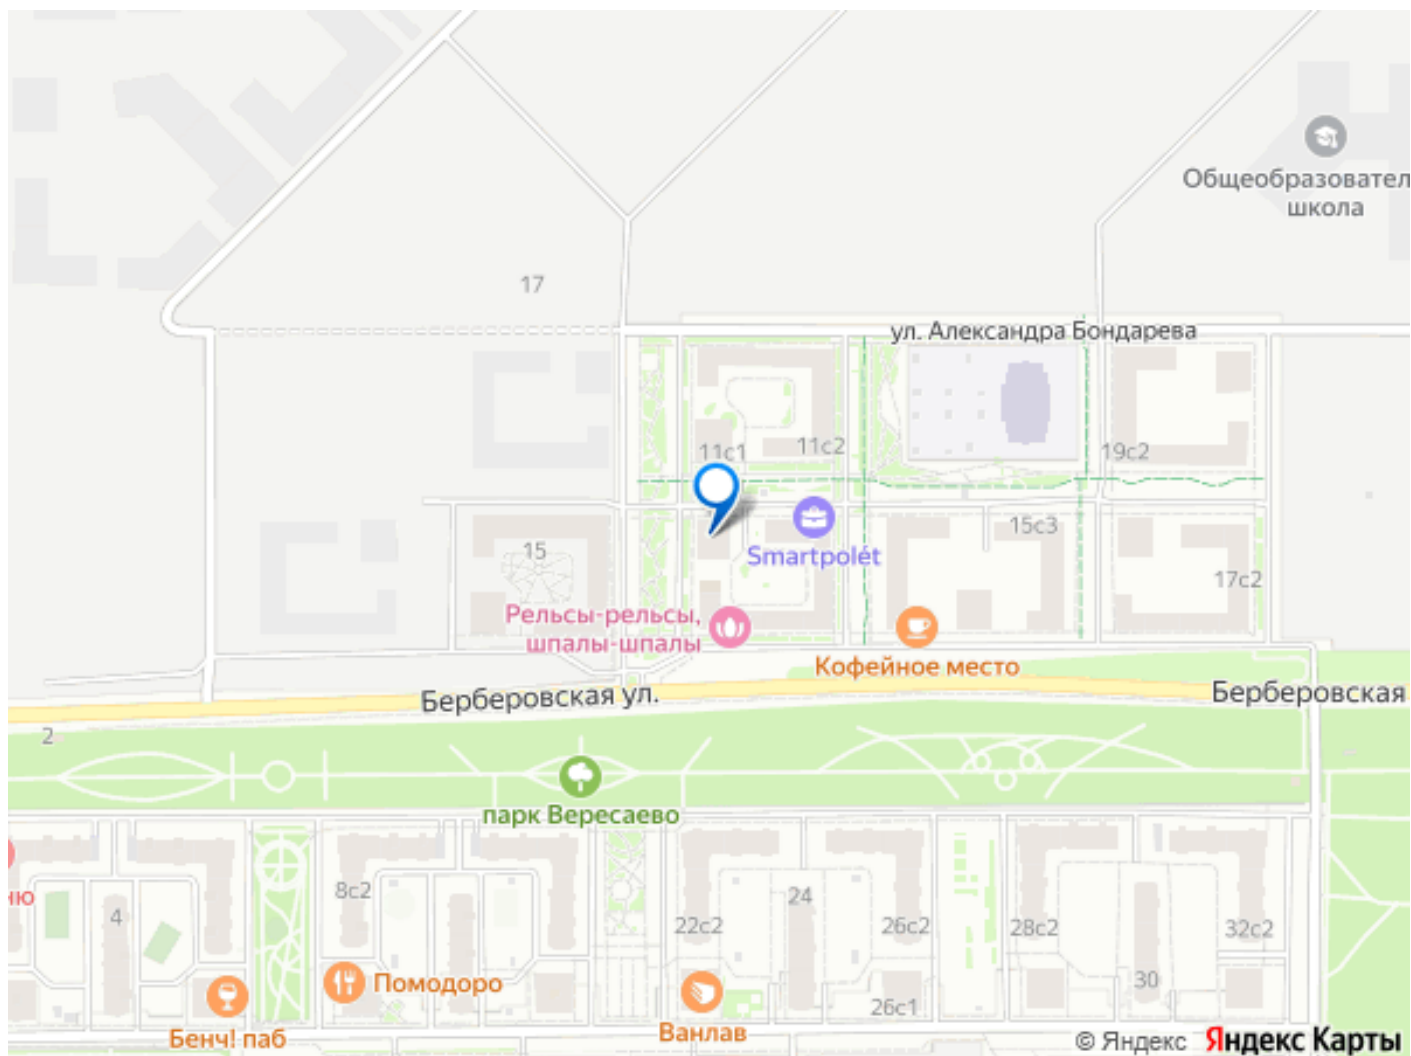 Общеобразовател
школа
17
ул. Александра Бондарева
11с1
11с2
19с2
15
Smartpolét
15с3
17с2
Рельсы-рельсы,
шпалы-шпалы
Кофейное место
Берберовская ул.
Берберовская
2
парк Вересаево
ню
4
8с2
22с2
24
26с2
28с2
32с2
Помодоро
26с1
30
Бенч! паб
Ванлав
© Яндекс Яндекс Карты